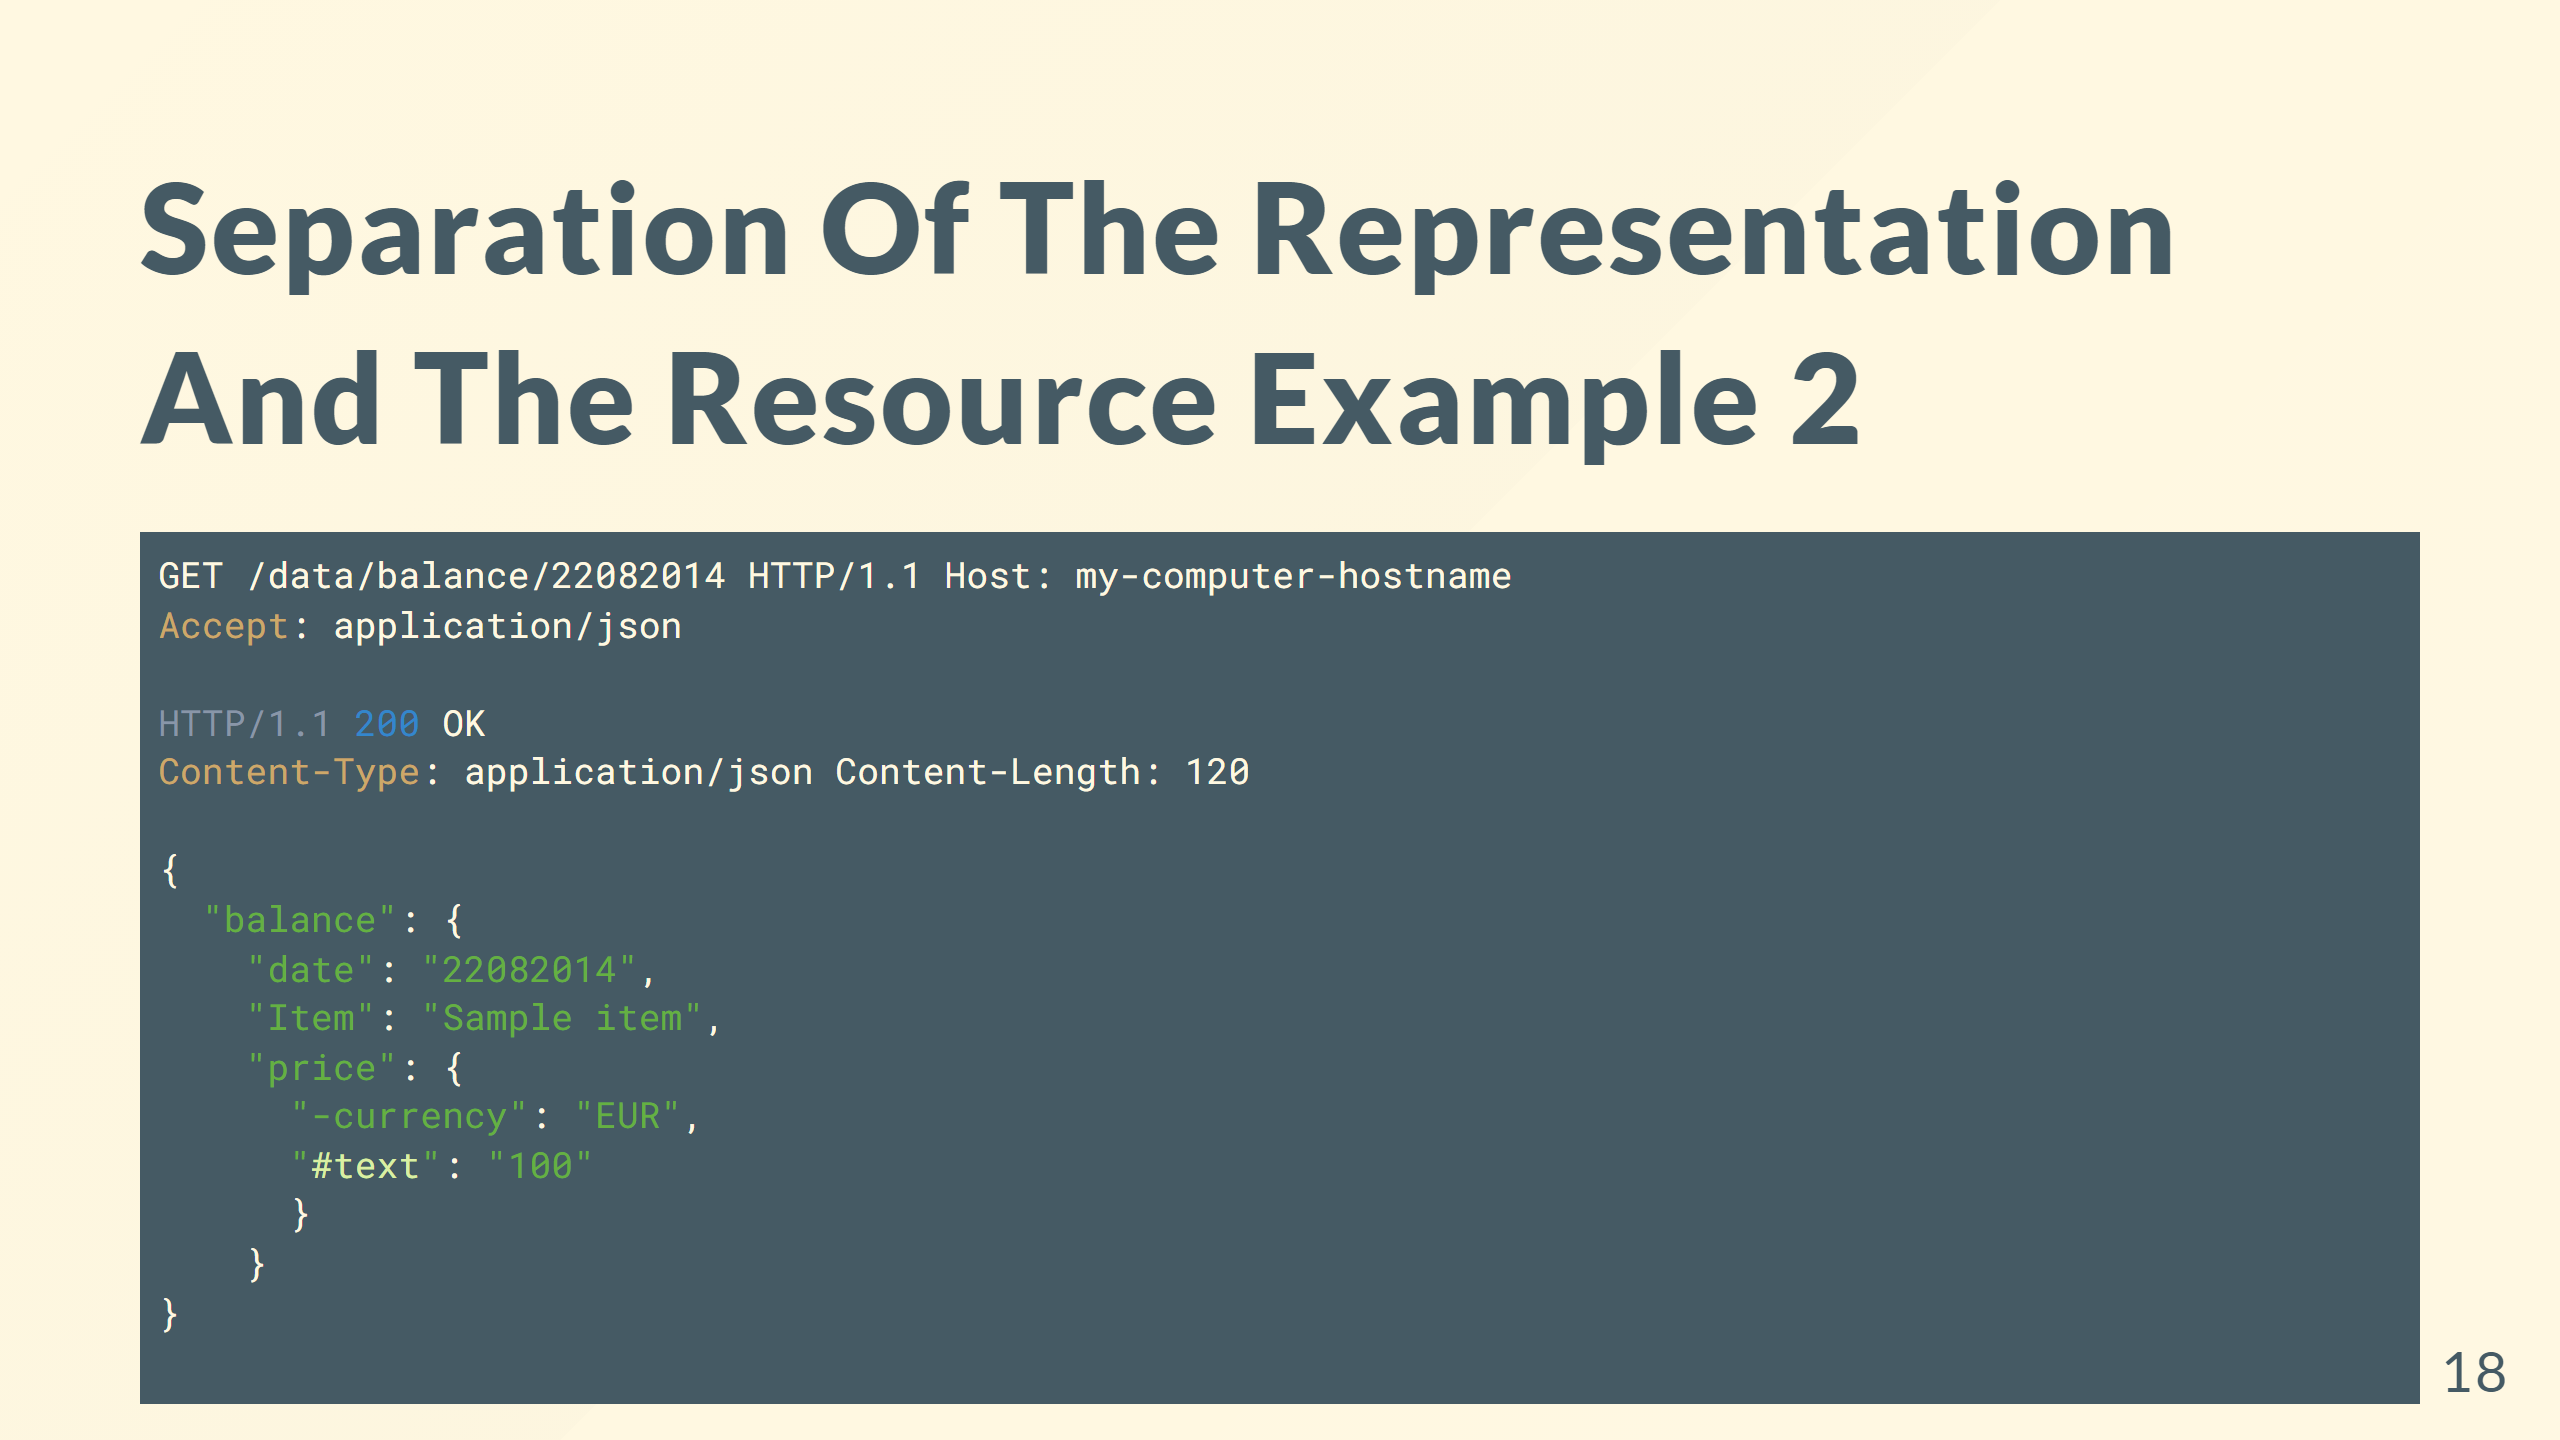 Separation Of The Representation
And The Resource Example 2
GET /data/balance/22082014 HTTP/1.1 Host: my-computer-hostname
Accept: application/json
HTTP/1.1 200 OK
Content-Type: application/json Content-Length: 120
{
  "balance": {
    "date": "22082014",
    "Item": "Sample item",
    "price": {
      "-currency": "EUR",
      "#text": "100"
      }
    }
}
18